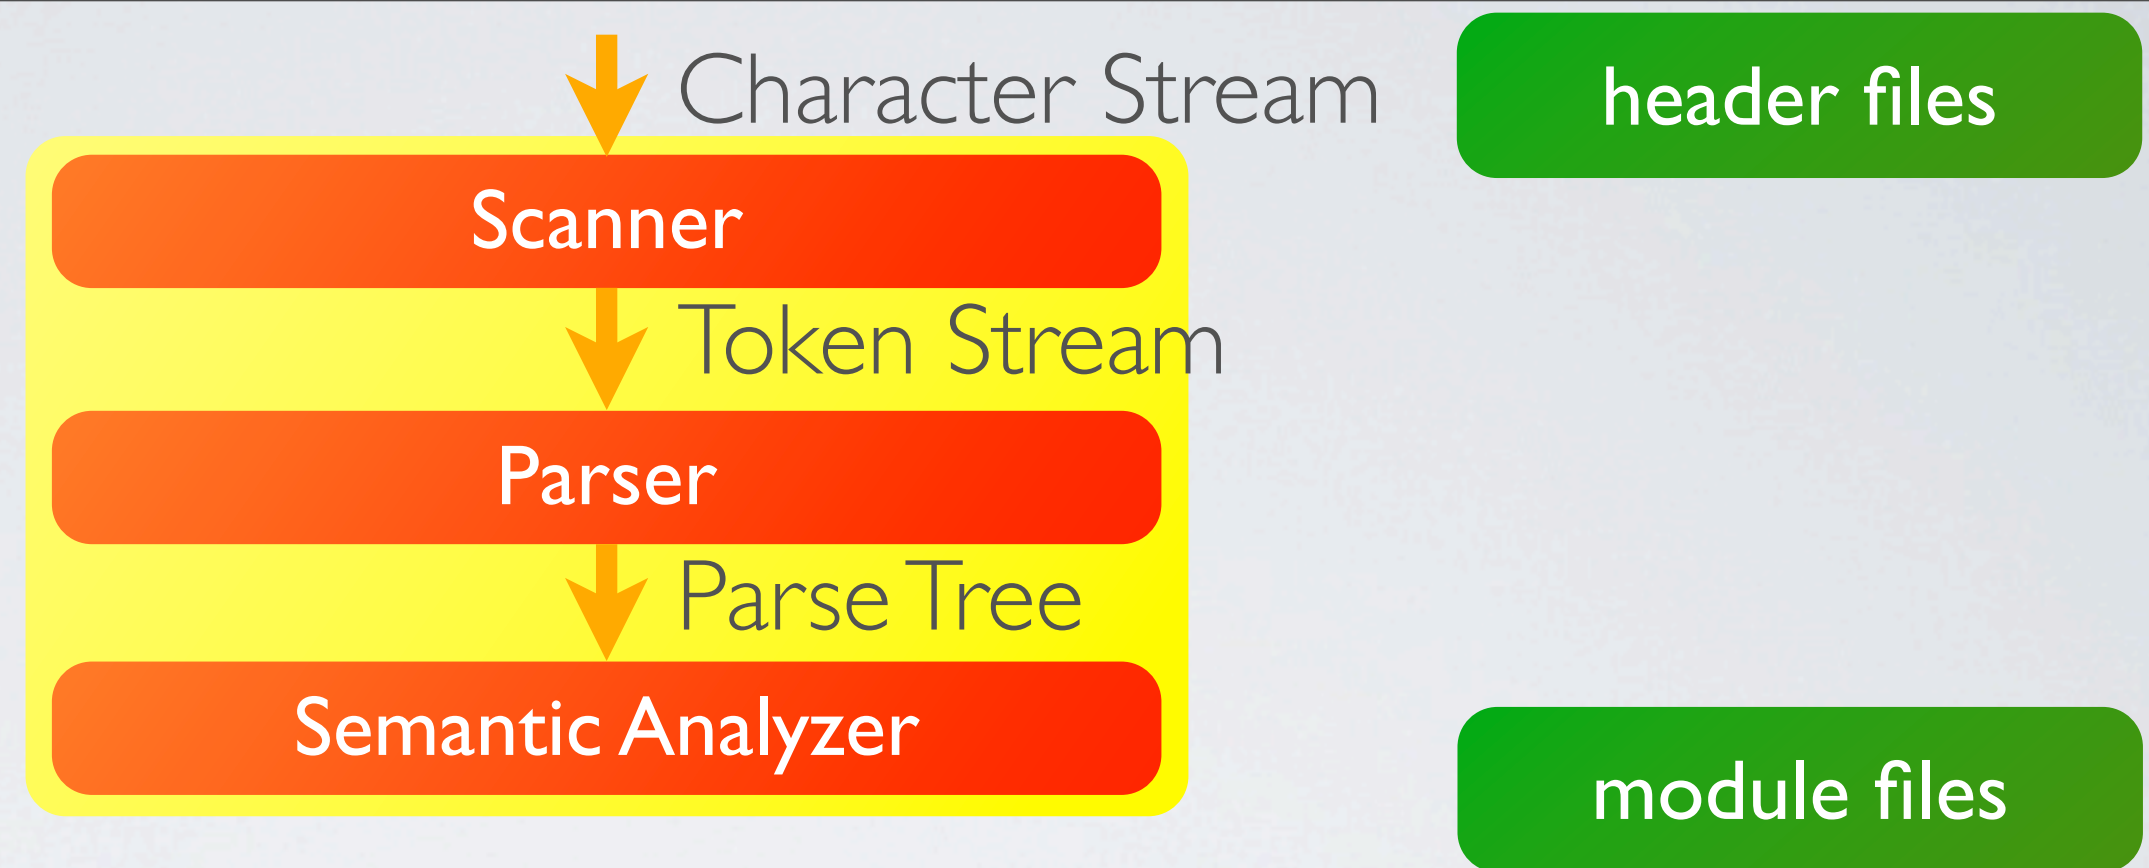 Character Stream
header files
Scanner
Token Stream
Parser
Parse Tree
Semantic Analyzer
module files